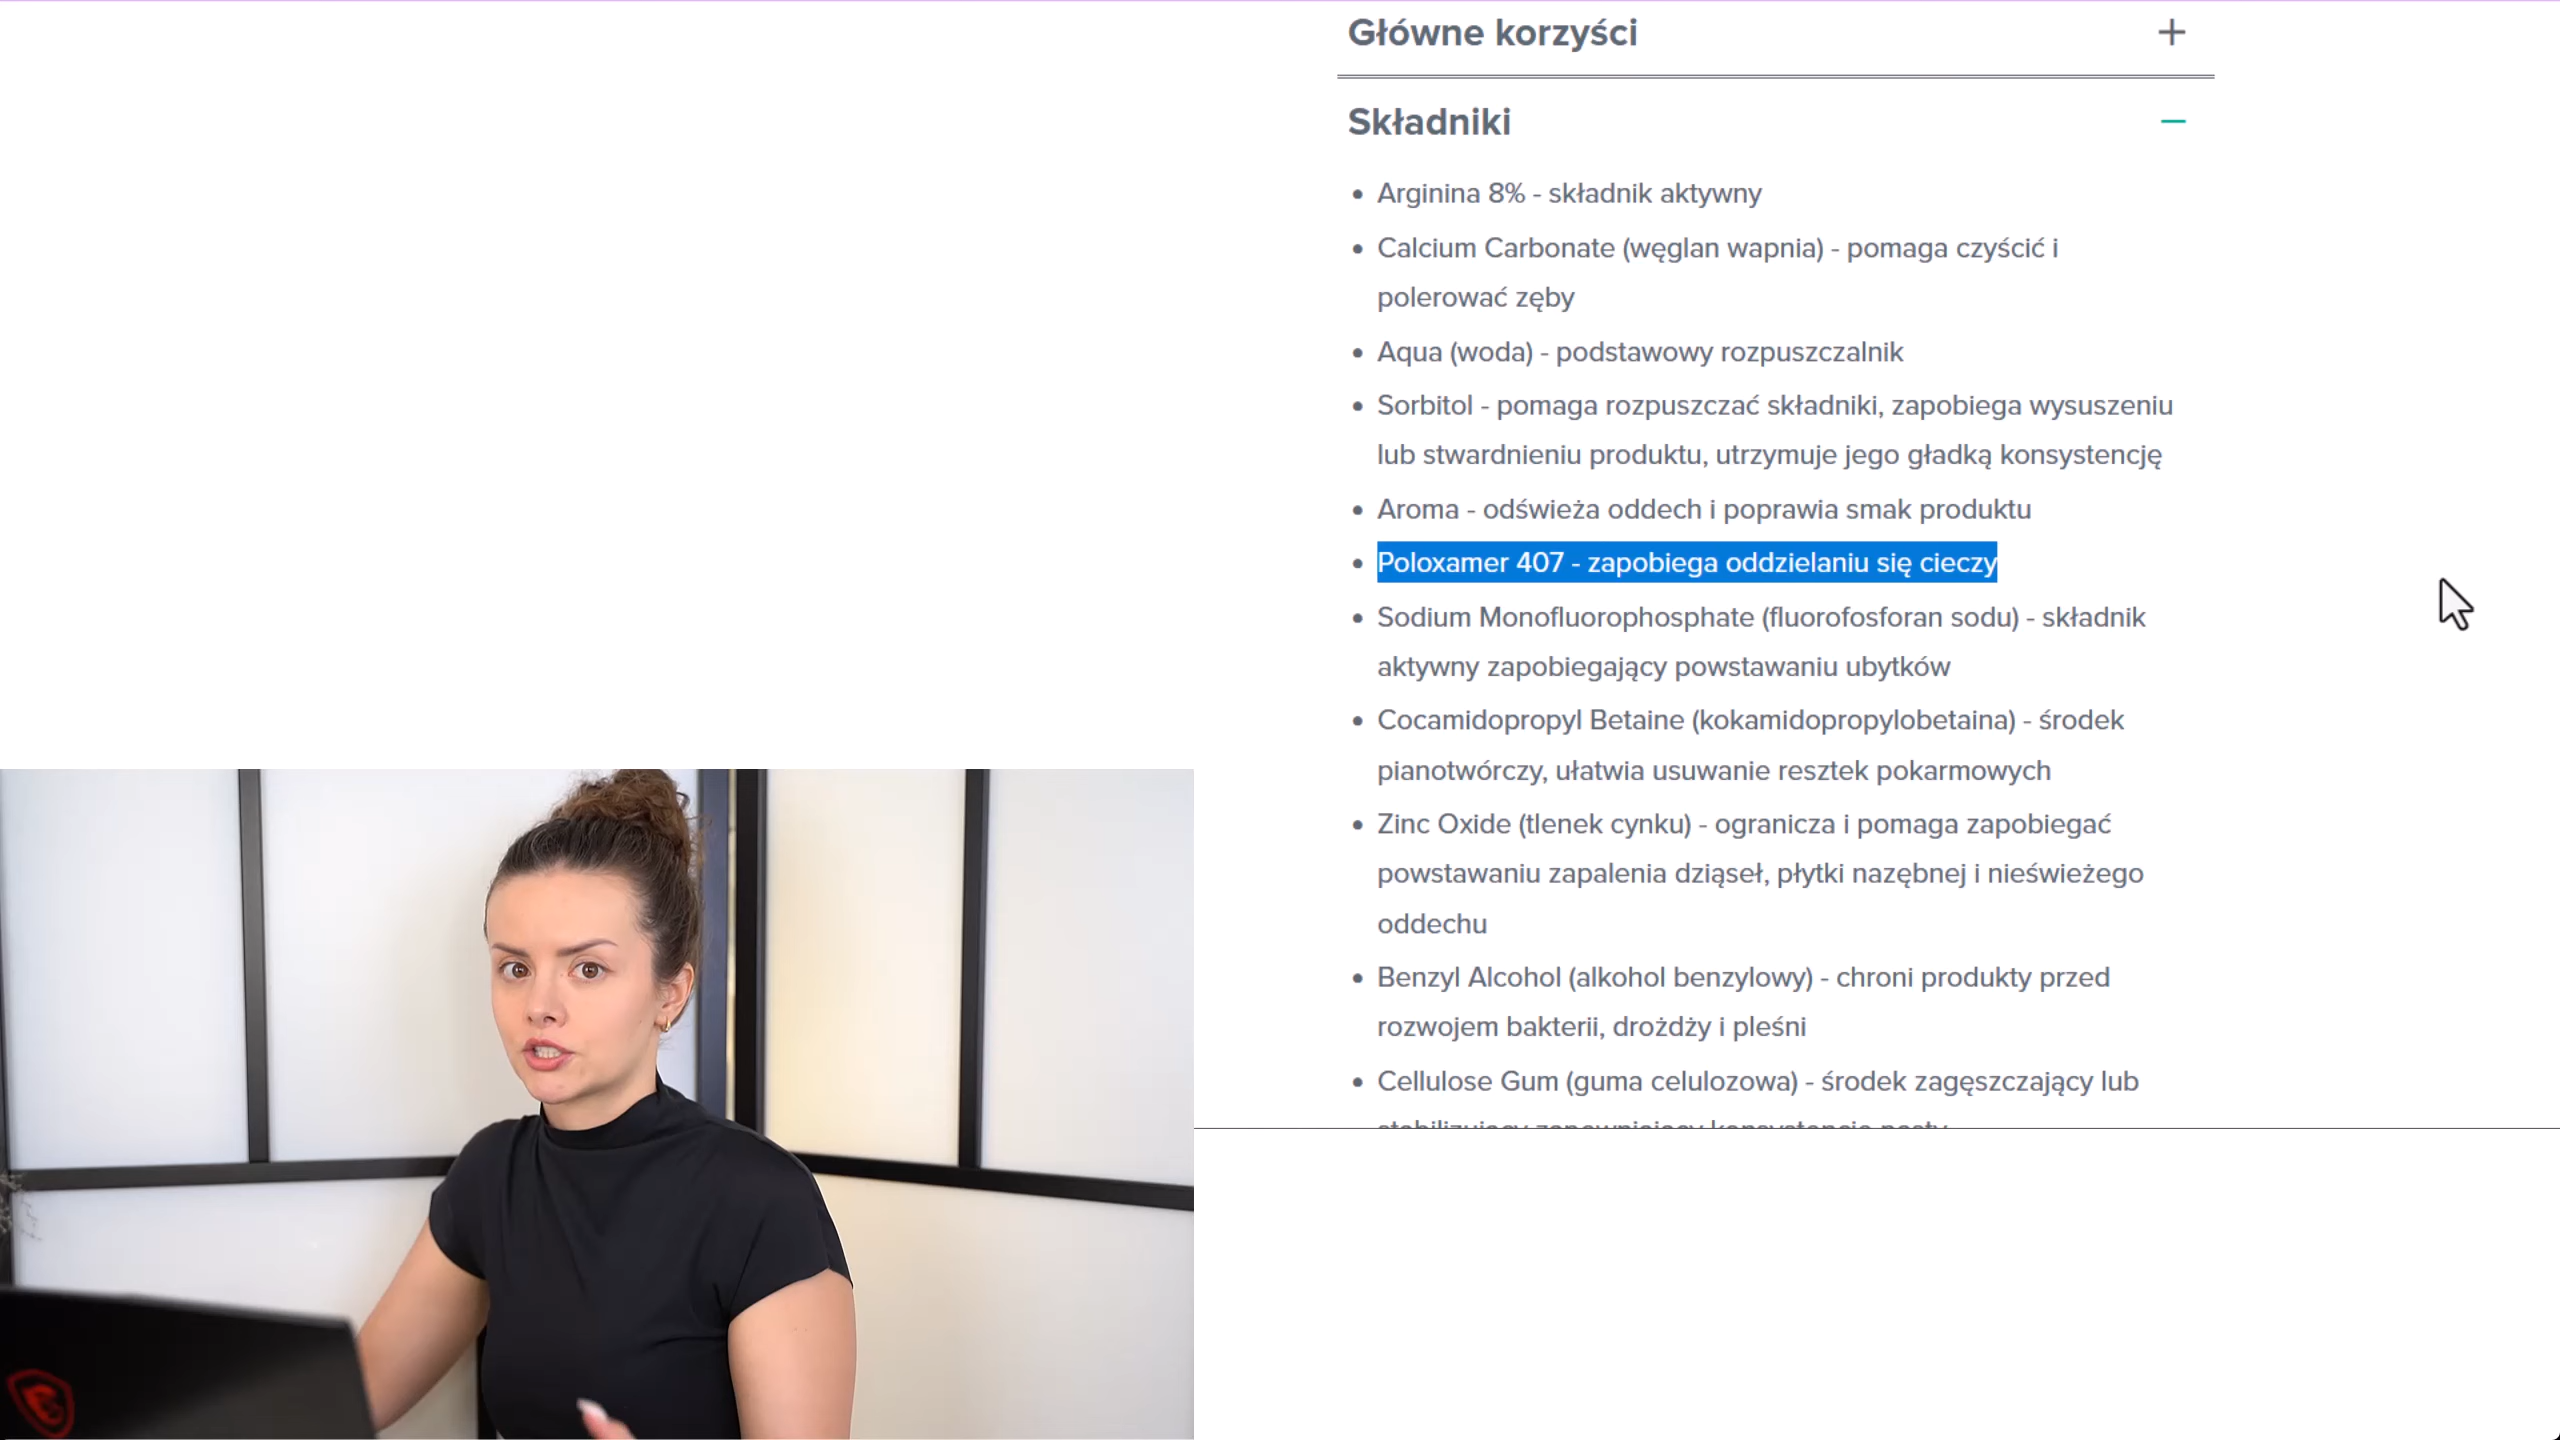 Główne korzyści
Składniki
Arginina 8% - składnik aktywny
Calcium Carbonate (węglan wapnia) - pomaga czyścić i
polerować zęby
Aqua (woda) - podstawowy rozpuszczalnik
Sorbitol - pomaga rozpuszczać składniki, zapobiega wysuszeniu
lub stwardnieniu produktu, utrzymuje jego gładką konsystencję
Aroma - odświeża oddech i poprawia smak produktu
Poloxamer 407 - zapobiega oddzielaniu się cieczy
Sodium Monofluorophosphate (fluorofosforan sodu) - składnik
aktywny zapobiegający powstawaniu ubytków
Cocamidopropyl Betaine (kokamidopropylobetaina) - środek
pianotwórczy, ułatwia usuwanie resztek pokarmowych
Zinc Oxide (tlenek cynku) - ogranicza i pomaga zapobiegać
powstawaniu zapalenia dziąseł, płytki nazębnej i nieświeżego
oddechu
Benzyl Alcohol (alkohol benzylowy) - chroni produkty przed
rozwojem bakterii, drożdży i pleśni
Cellulose Gum (guma celulozowa) - środek zagęszczający lub